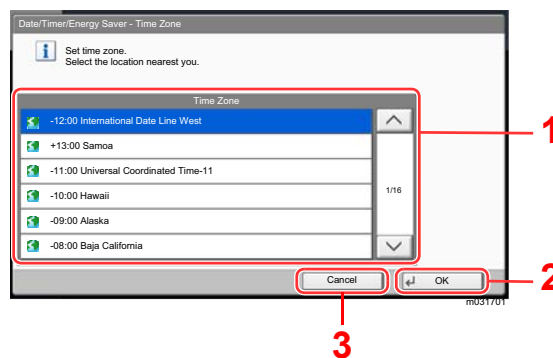 Date/Timer/Energy Saver - Time Zone
Set time zone.
Select the location nearest you.
Time Zone
-12:00 International Date Line West
+13:00 Samoa
-11:00 Universal Coordinated Time-11
-10:00 Hawaii
-09:00 Alaska
-08:00 Baja California
1/16
1
Cancel
OK
2
m031701
3